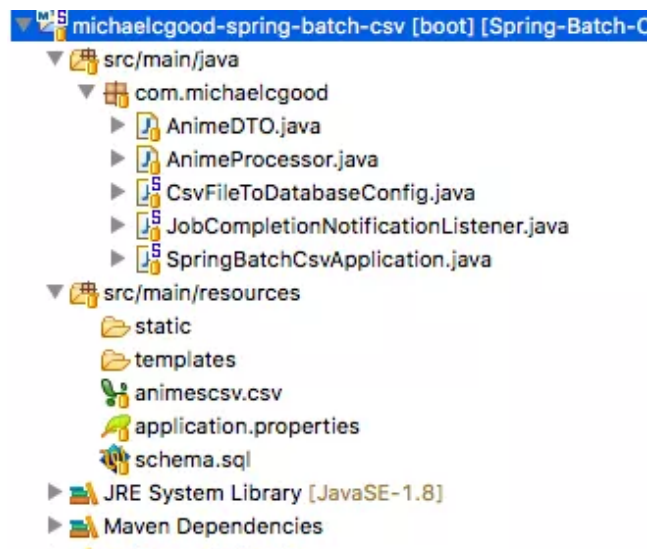 michaelcgood-spring-batch-csv [boot] [Spring-Batch-C
src/main/java
com.michaelcgood
AnimeDTO.java
AnimeProcessor.java
CsvFileToDatabaseConfig.java
JobCompletionNotificationListener.java
SpringBatchCsvApplication.java
src/main/resources
static
templates
animescsv.csv
application.properties
schema.sql
JRE System Library [JavaSE-1.8]
Maven Dependencies